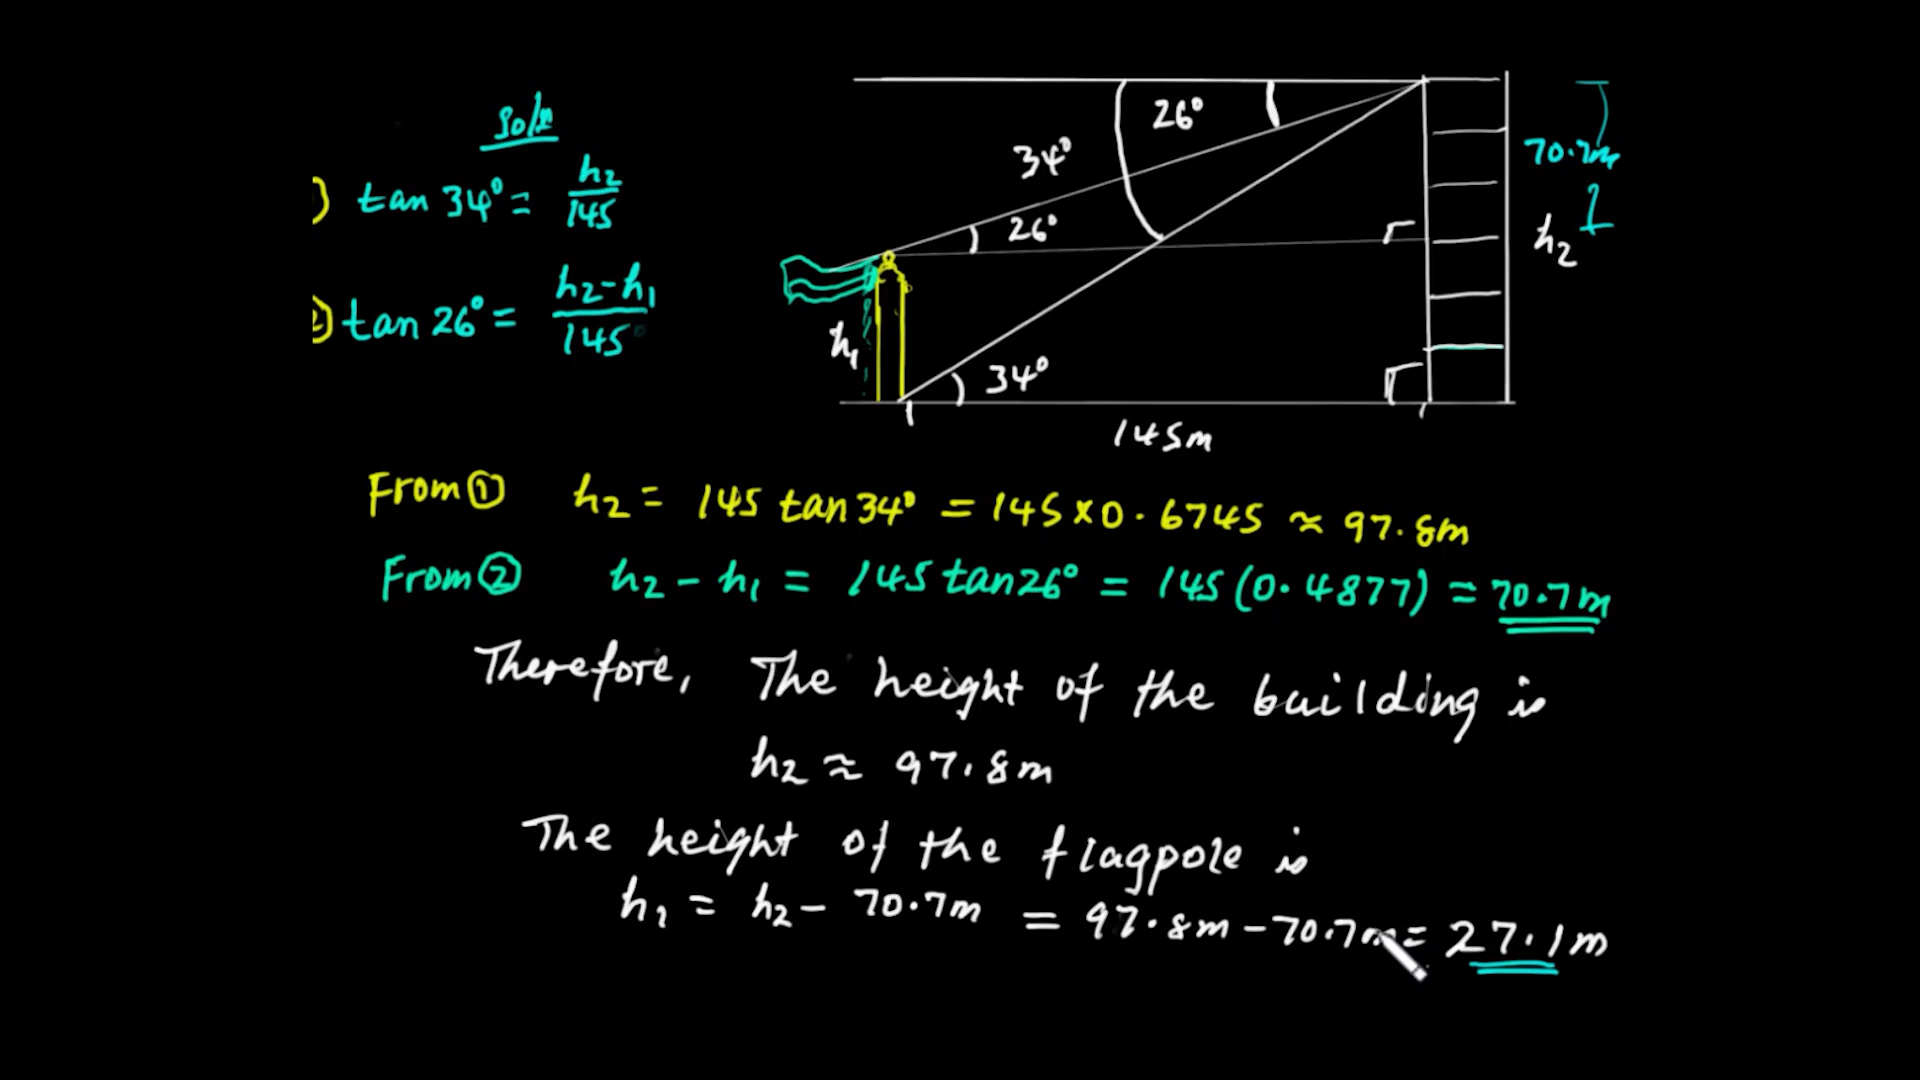 Soln
1) tan 34° = h₂/145
2) tan 26° = h₂-h₁/145
26°
34°
26°
34°
h₁
145m
70.7m
h₂
From ① h₂ = 145 tan 34° = 145 × 0.6745 ≈ 97.8m
From ② h₂ - h₁ = 145 tan 26° = 145 (0.4877) = 70.7m
Therefore, The height of the building is
h₂ ≈ 97.8m
The height of the flagpole is
h₁ = h₂ - 70.7m = 97.8m - 70.7m = 27.1m